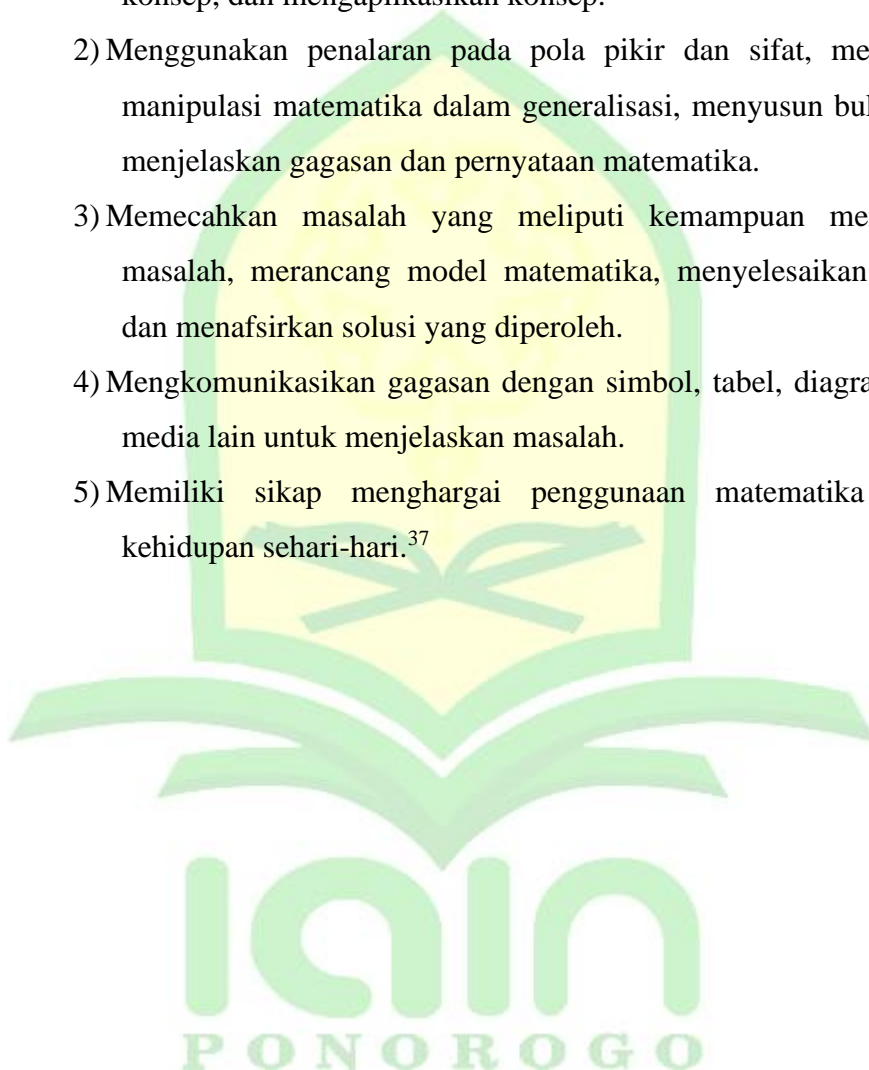 konsep, dan mengaplikasikan konsep.
2) Menggunakan penalaran pada pola pikir dan sifat, me
manipulasi matematika dalam generalisasi, menyusun bu
menjelaskan gagasan dan pernyataan matematika.
3) Memecahkan masalah yang meliputi kemampuan me
masalah, merancang model matematika, menyelesaikan
dan menafsirkan solusi yang diperoleh.
4) Mengkomunikasikan gagasan dengan simbol, tabel, diagra
media lain untuk menjelaskan masalah.
5) Memiliki sikap menghargai penggunaan matematika
kehidupan sehari-hari.37
iain
PONOROGO